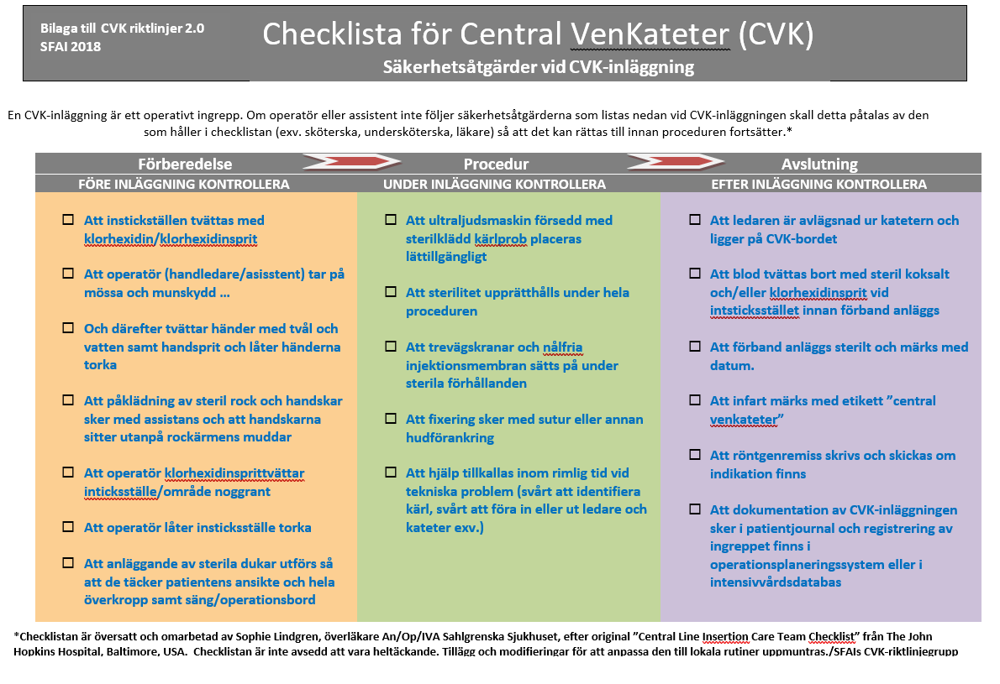 Bilaga till CVK riktlinjer 2.0
SFAI 2018
Checklista för Central VenKateter (CVK)
Säkerhetsåtgärder vid CVK-inläggning
En CVK-inläggning är ett operativt ingrepp. Om operatör eller assistent inte följer säkerhetsåtgärderna som listas nedan vid CVK-inläggningen skall detta påtalas av den
som håller i checklistan (exv. sköterska, undersköterska, läkare) så att det kan rättas till innan proceduren fortsätter.*
Förberedelse
FÖRE INLÄGGNING KONTROLLERA
Att instickställen tvättas med
klorhexidin/klorhexidinsprit
Att operatör (handledare/asisstent) tar på
mössa och munskydd ...
Och därefter tvättar händer med tvål och
vatten samt handsprit och låter händerna
torka
Att påklädning av steril rock och handskar
sker med assistans och att handskarna
sitter utanpå rockärmens muddar
Att operatör klorhexidinsprittvättar
inticksställe/område noggrant
Att operatör låter insticksställe torka
Att anläggande av sterila dukar utförs så
att de täcker patientens ansikte och hela
överkropp samt säng/operationsbord
Procedur
UNDER INLÄGGNING KONTROLLERA
Att ultraljudsmaskin försedd med
sterilklädd kärlprob placeras
lättillgängligt
Att sterilitet upprätthålls under hela
proceduren
Att trevägskranar och nålfria
injektionsmembran sätts på under
sterila förhållanden
Att fixering sker med sutur eller annan
hudförankring
Att hjälp tillkallas inom rimlig tid vid
tekniska problem (svårt att identifiera
kärl, svårt att föra in eller ut ledare och
kateter exv.)
Avslutning
EFTER INLÄGGNING KONTROLLERA
Att ledaren är avlägsnad ur katetern och
ligger på CVK-bordet
Att blod tvättas bort med steril koksalt
och/eller klorhexidinsprit vid
intsticksstället innan förband anläggs
Att förband anläggs sterilt och märks med
datum.
Att infart märks med etikett ”central
venkateter”
Att röntgenremiss skrivs och skickas om
indikation finns
Att dokumentation av CVK-inläggningen
sker i patientjournal och registrering av
ingreppet finns i
operationsplaneringssystem eller i
intensivvårdsdatabas
*Checklistan är översatt och omarbetad av Sophie Lindgren, överläkare An/Op/IVA Sahlgrenska Sjukhuset, efter original ”Central Line Insertion Care Team Checklist” från The John
Hopkins Hospital, Baltimore, USA. Checklistan är inte avsedd att vara heltäckande. Tillägg och modifieringar för att anpassa den till lokala rutiner uppmuntras./SFAIs CVK-riktlinjegrupp